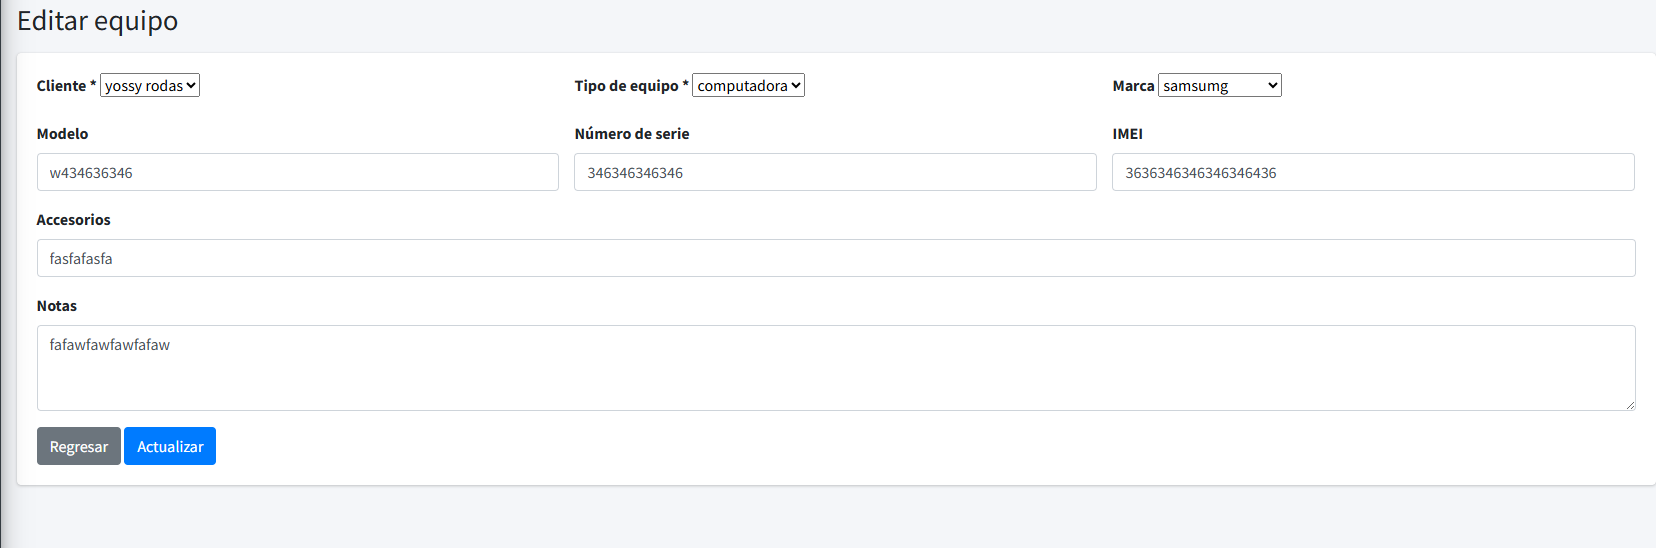 Editar equipo
Cliente * yossy rodas Tipo de equipo * computadora Marca samsumg
Modelo Número de serie IMEI
w434636346 346346346346 3636346346346346436
Accesorios
fasfafasfa
Notas
fafawfawfawfafaw
Regresar Actualizar